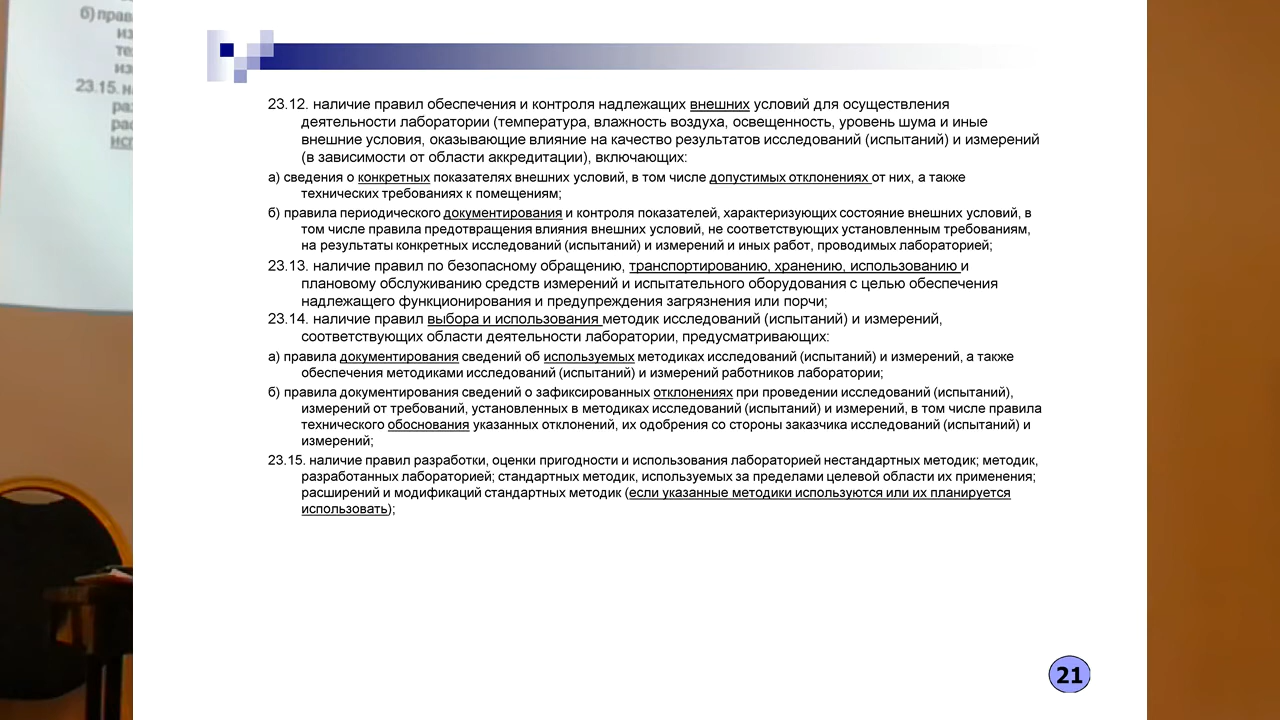 б) прав
из
те
из
23.15. н
ра
ра
исп
23.12. наличие правил обеспечения и контроля надлежащих внешних условий для осуществления
деятельности лаборатории (температура, влажность воздуха, освещенность, уровень шума и иные
внешние условия, оказывающие влияние на качество результатов исследований (испытаний) и измерений
(в зависимости от области аккредитации), включающих:
а) сведения о конкретных показателях внешних условий, в том числе допустимых отклонениях от них, а также
технических требованиях к помещениям;
б) правила периодического документирования и контроля показателей, характеризующих состояние внешних условий, в
том числе правила предотвращения влияния внешних условий, не соответствующих установленным требованиям,
на результаты конкретных исследований (испытаний) и измерений и иных работ, проводимых лабораторией;
23.13. наличие правил по безопасному обращению, транспортированию, хранению, использованию и
плановому обслуживанию средств измерений и испытательного оборудования с целью обеспечения
надлежащего функционирования и предупреждения загрязнения или порчи;
23.14. наличие правил выбора и использования методик исследований (испытаний) и измерений,
соответствующих области деятельности лаборатории, предусматривающих:
а) правила документирования сведений об используемых методиках исследований (испытаний) и измерений, а также
обеспечения методиками исследований (испытаний) и измерений работников лаборатории;
б) правила документирования сведений о зафиксированных отклонениях при проведении исследований (испытаний),
измерений от требований, установленных в методиках исследований (испытаний) и измерений, в том числе правила
технического обоснования указанных отклонений, их одобрения со стороны заказчика исследований (испытаний) и
измерений;
23.15. наличие правил разработки, оценки пригодности и использования лабораторией нестандартных методик; методик,
разработанных лабораторией; стандартных методик, используемых за пределами целевой области их применения;
расширений и модификаций стандартных методик (если указанные методики используются или их планируется
использовать);
21